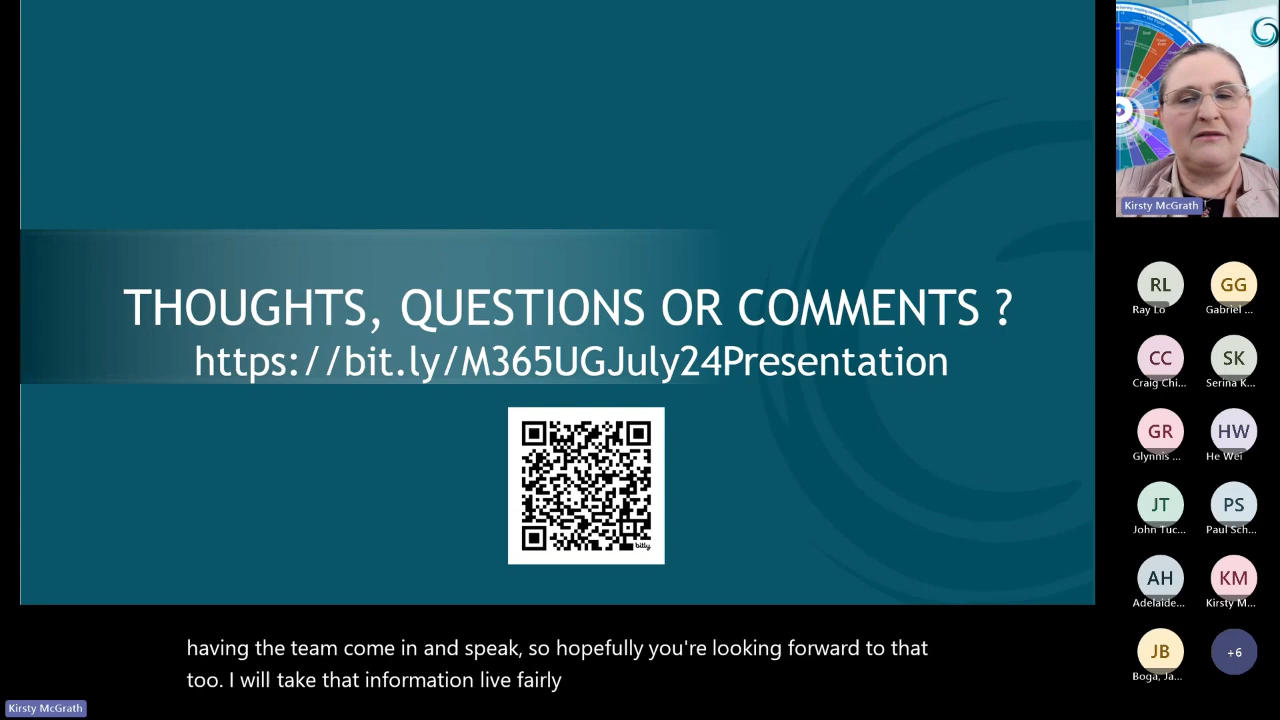 THOUGHTS, QUESTIONS OR COMMENTS ?
https://bit.ly/M365UGJuly24Presentation
bitly
having the team come in and speak, so hopefully you're looking forward to that
too. I will take that information live fairly
Kirsty McGrath
Kirsty McGrath
RL
Ray Lo
GG
Gabriel ...
CC
Craig Chi...
SK
Serina K...
GR
Glynnis ...
HW
He Wei
JT
John Tuc...
PS
Paul Sch...
AH
Adelaide...
KM
Kirsty M...
JB
Boga, Ja...
+6